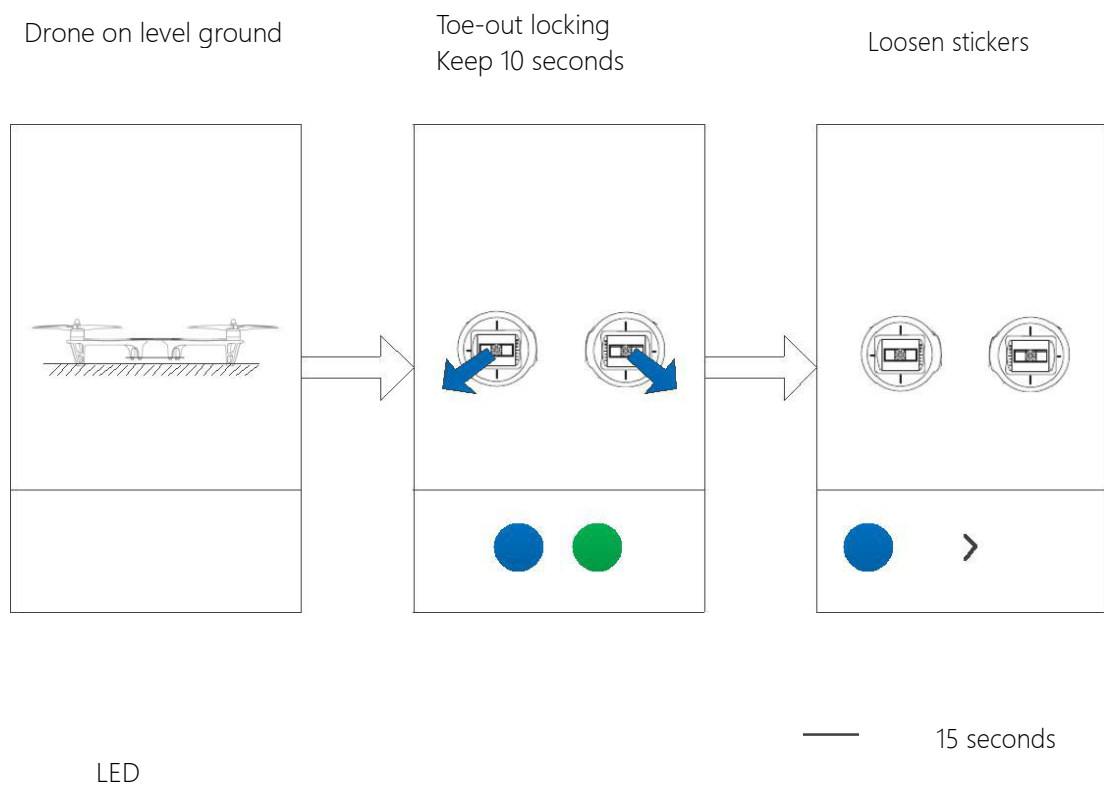 Drone on level ground
Toe-out locking
Keep 10 seconds
Loosen stickers
15 seconds
LED